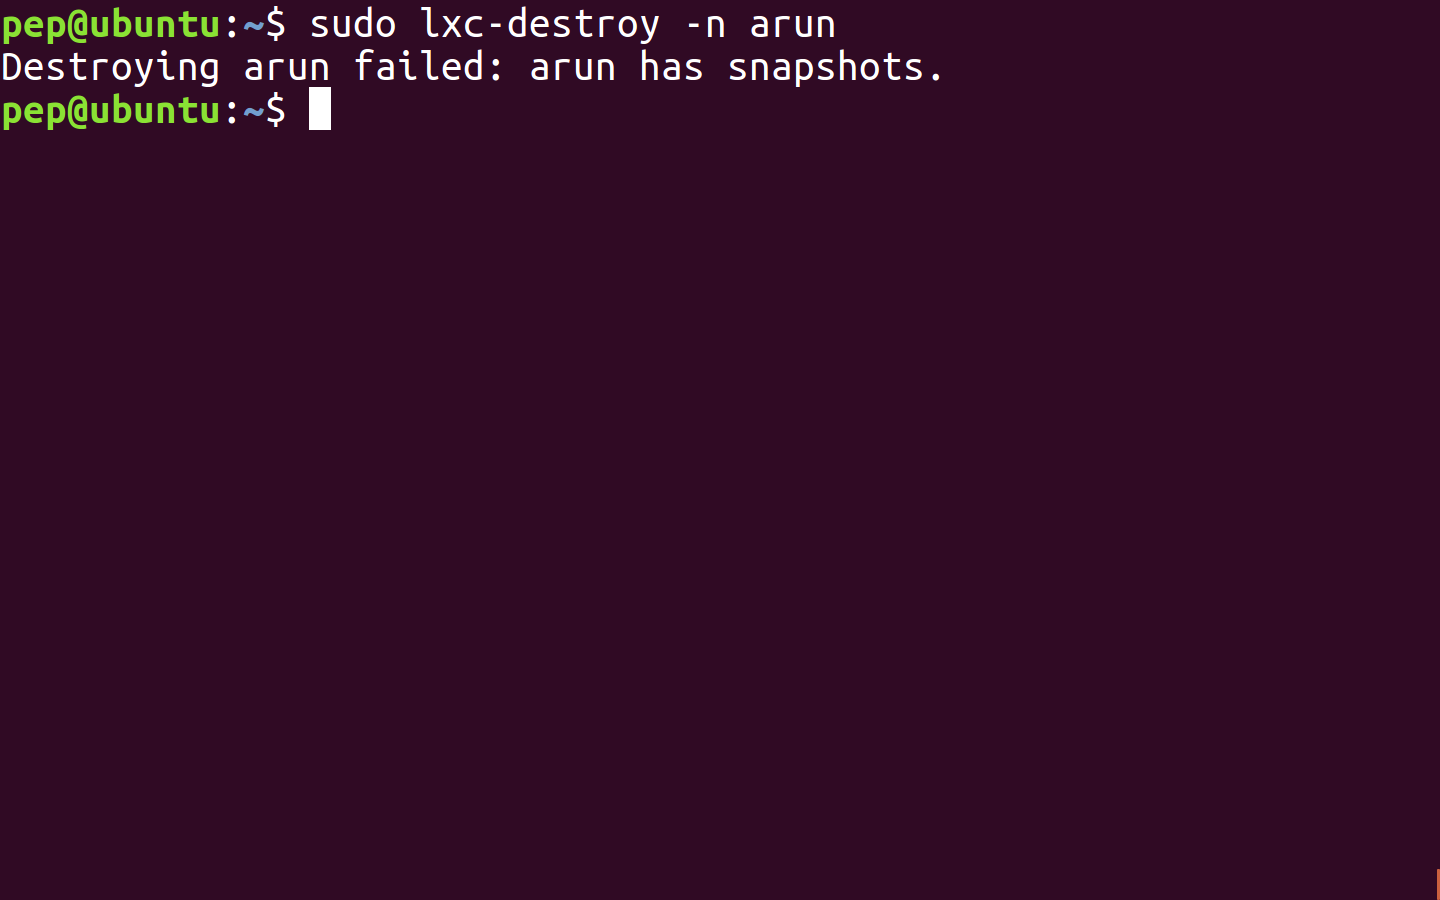 pep@ubuntu:~$ sudo lxc-destroy -n arun
Destroying arun failed: arun has snapshots.
pep@ubuntu:~$